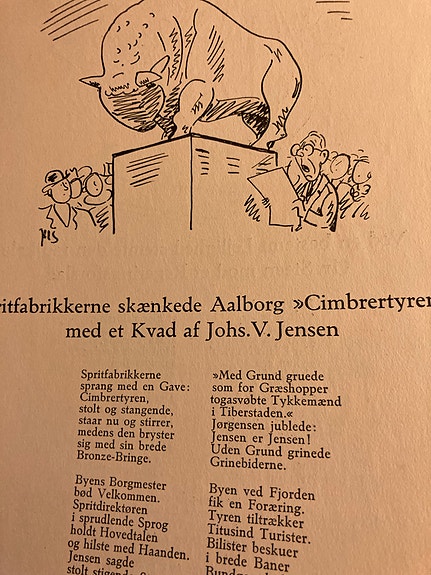 ritfabrikkerne skænkede Aalborg »Cimbrertyren
med et Kvad af Johs. V. Jensen
Spritfabrikkerne
sprang med en Gave:
Cimbrertyren,
stolt og stangende,
staar nu og stirrer,
medens den bryster
sig med sin brede
Bronze-Bringe.
Byens Borgmester
bød Velkommen.
Spritdirektøren
i sprudlende Sprog
holdt Hovedtalen
og hilste med Haanden.
Jensen sagde
»Med Grund gruede
som for Græshopper
togasvøbte Tykkemænd
i Tiberstaden.«
Jørgensen jublede:
Jensen er Jensen!
Uden Grund grinede
Grinebiderne.
Byen ved Fjorden
fik en Foræring.
Tyren tiltrækker
Titusind Turister.
Bilister beskuer
i brede Baner